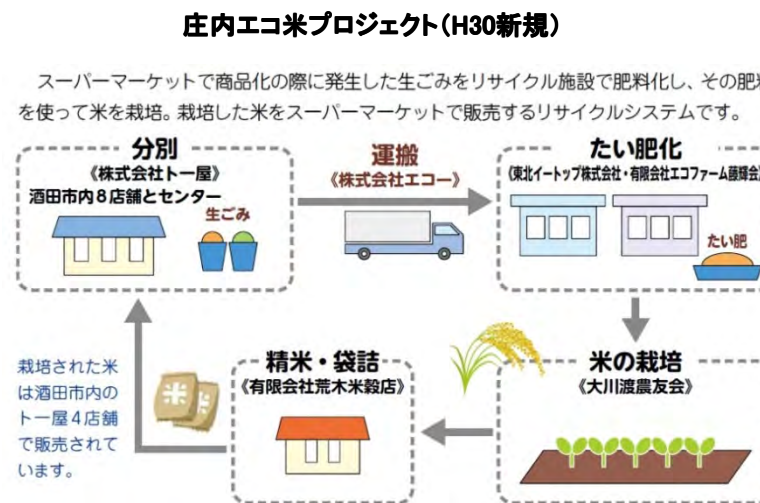 庄内エコ米プロジェクト(H30新規)
スーパーマーケットで商品化の際に発生した生ごみをリサイクル施設で肥料化し、その肥料
を使って米を栽培。栽培した米をスーパーマーケットで販売するリサイクルシステムです。
分別
《株式会社トー屋》
酒田市内8店舗とセンター
生ごみ
運搬
《株式会社エコー》
たい肥化
(東北イートップ株式会社・有限会社エコファーム藤輝会)
たい肥
米の栽培
《大川渡農友会》
精米・袋詰
《有限会社荒木米穀店》
米
栽培された米
は酒田市内の
トー屋4店舗
で販売されて
います。